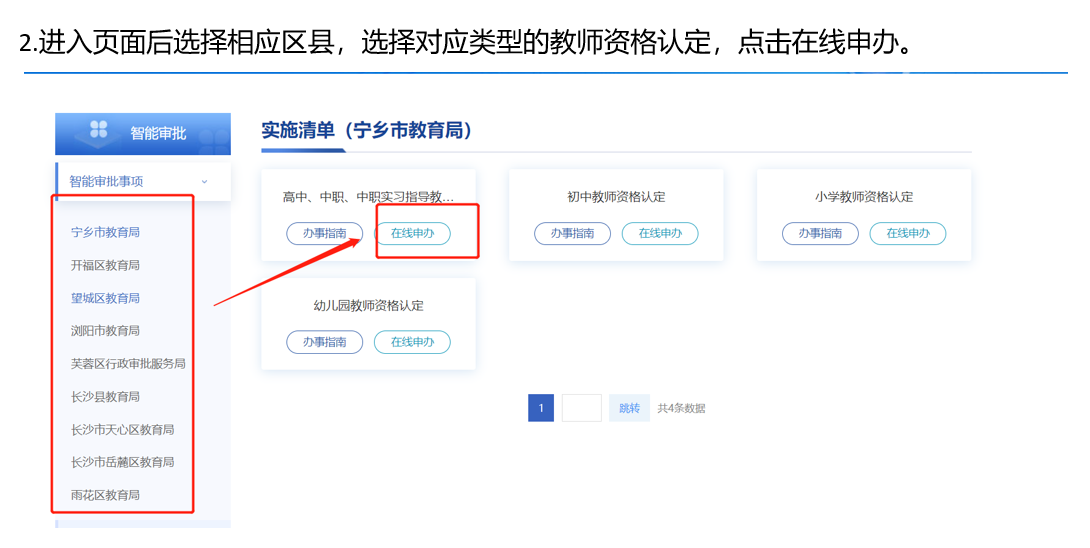 2.进入页面后选择相应区县，选择对应类型的教师资格认定，点击在线申办。
智能审批
智能审批事项
宁乡市教育局
开福区教育局
望城区教育局
浏阳市教育局
芙蓉区行政审批服务局
长沙县教育局
长沙市天心区教育局
长沙市岳麓区教育局
雨花区教育局
实施清单（宁乡市教育局）
高中、中职、中职实习指导教...
办事指南 在线申办
初中教师资格认定
办事指南 在线申办
小学教师资格认定
办事指南 在线申办
幼儿园教师资格认定
办事指南 在线申办
1 跳转 共4条数据